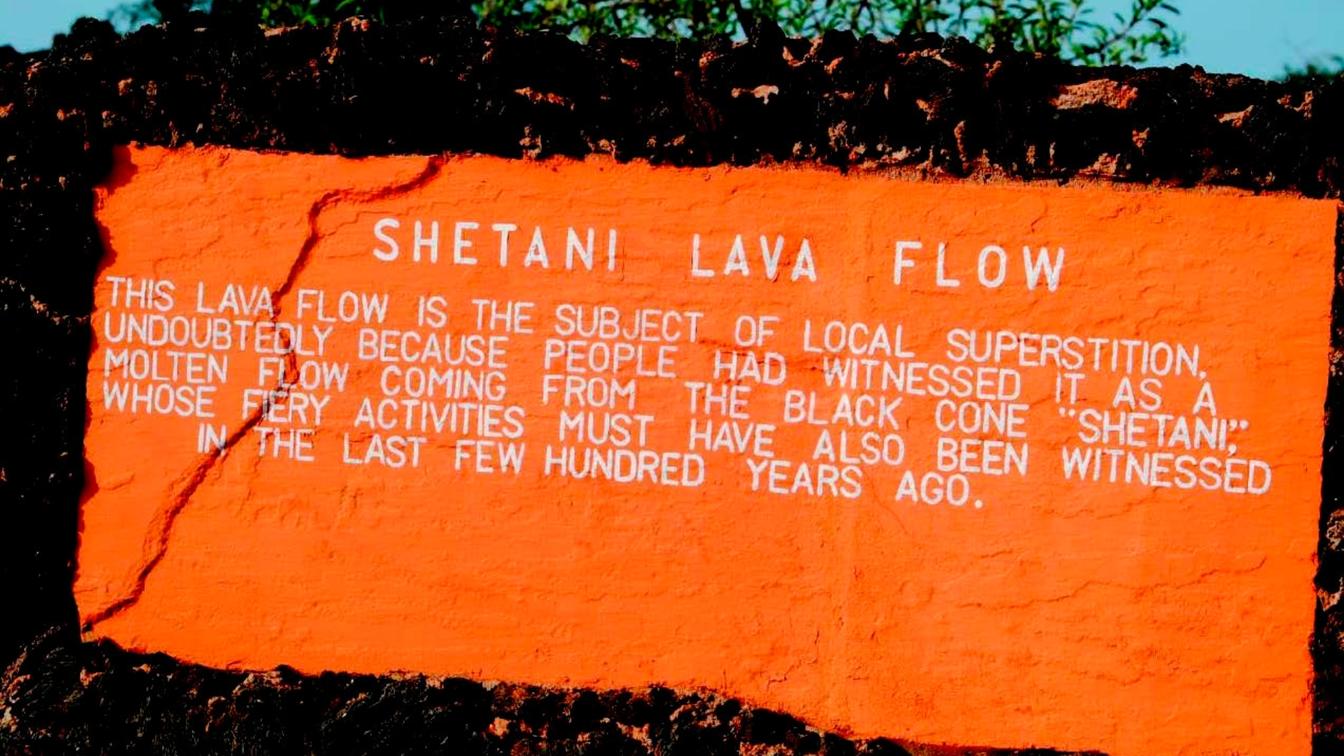 SHETANI LAVA FLOW
THIS LAVA FLOW IS THE SUBJECT OF LOCAL SUPERSTITION,
UNDOUBTEDLY BECAUSE PEOPLE HAD WITNESSED IT AS A
MOLTEN FLOW COMING FROM THE BLACK CONE "SHETANI,"
WHOSE FIERY ACTIVITIES MUST HAVE ALSO BEEN WITNESSED
IN THE LAST FEW HUNDRED YEARS AGO.